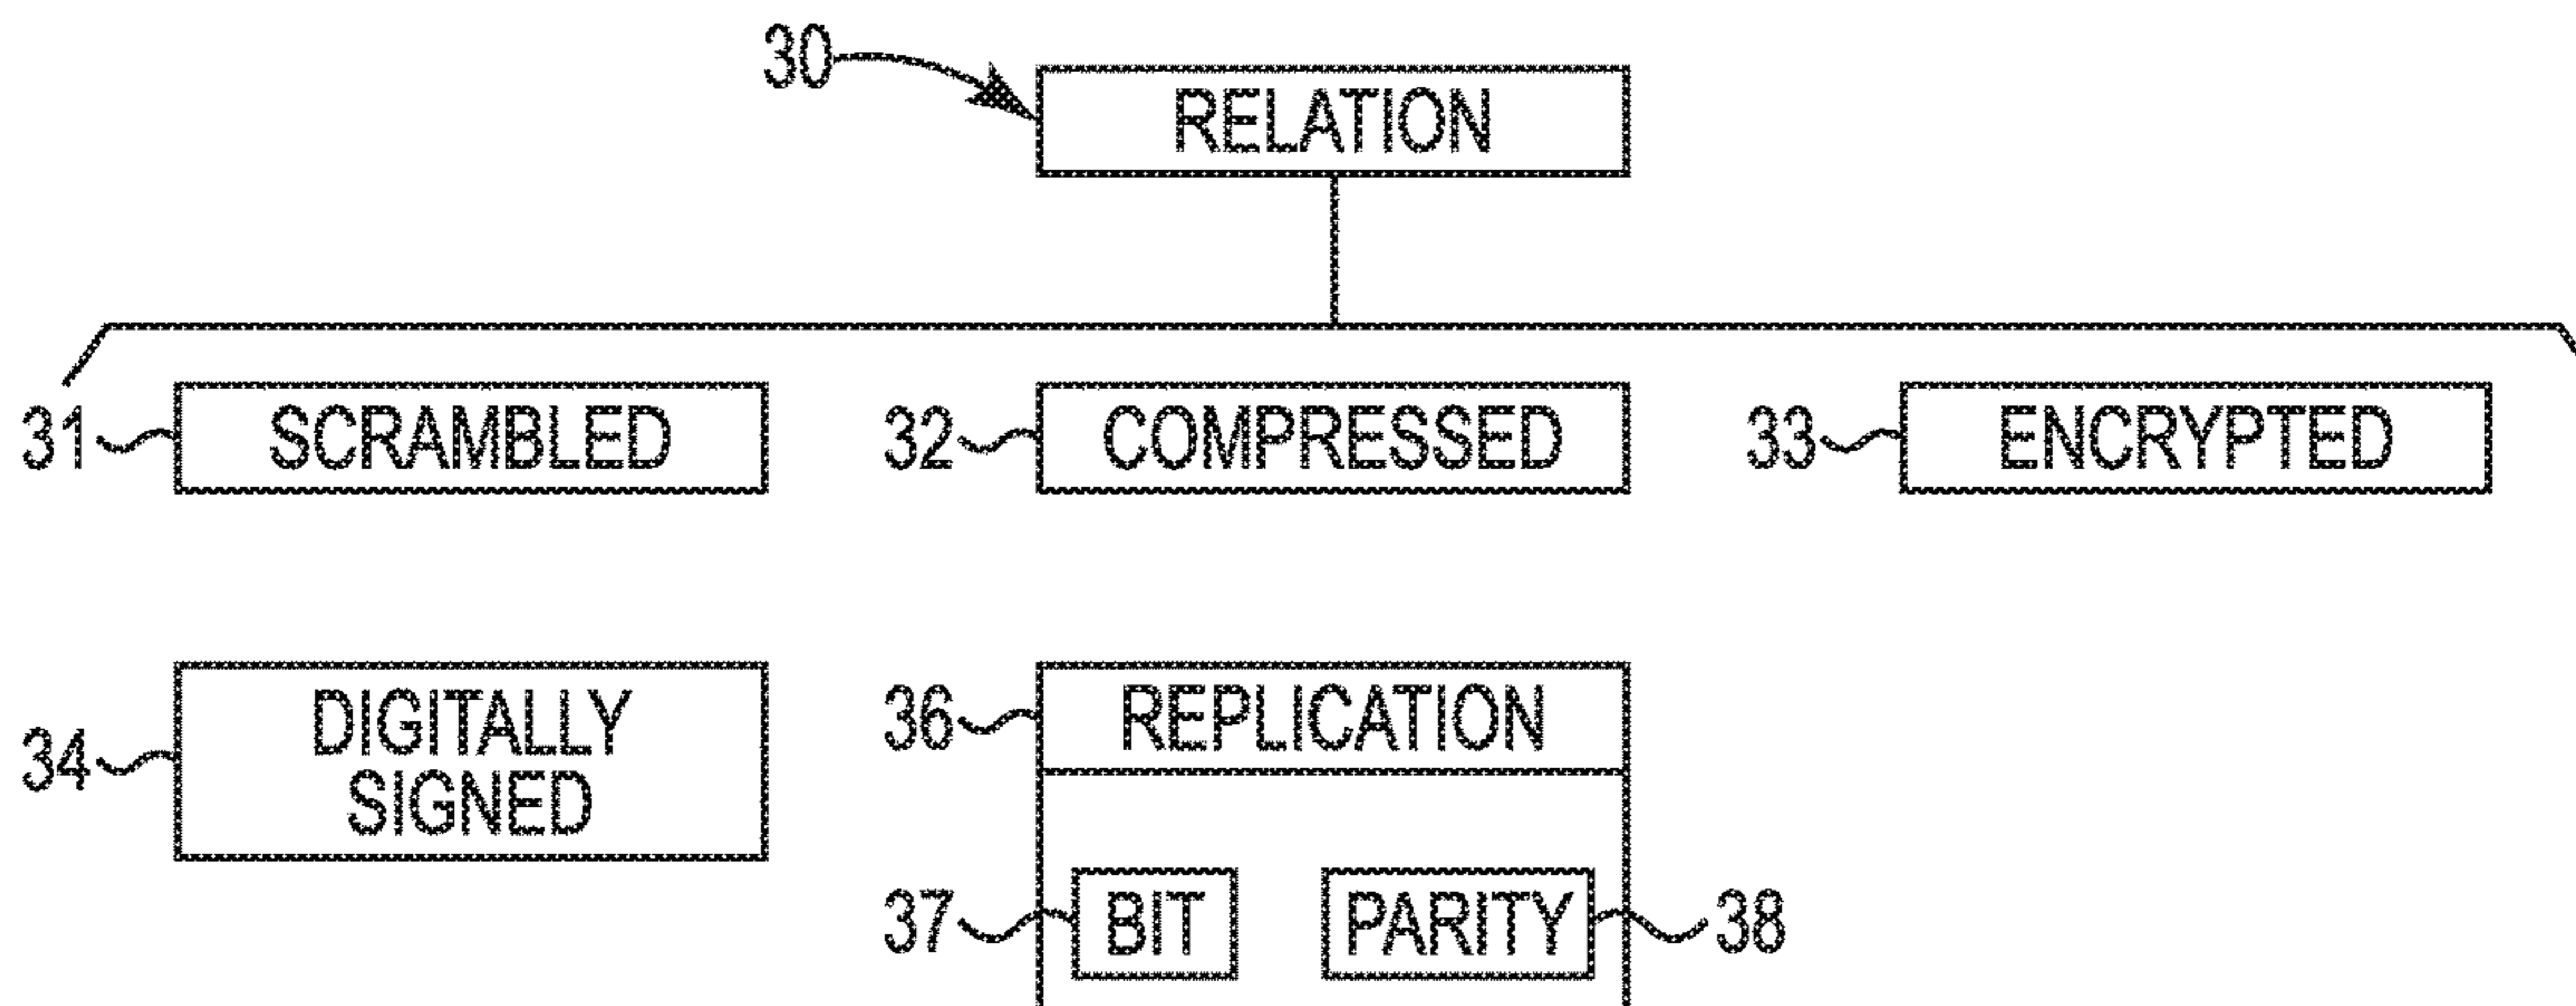 30 RELATION
31 SCRAMBLED 32 COMPRESSED 33 ENCRYPTED
34 DIGITALLY
SIGNED
36 REPLICATION
37 BIT PARITY 38